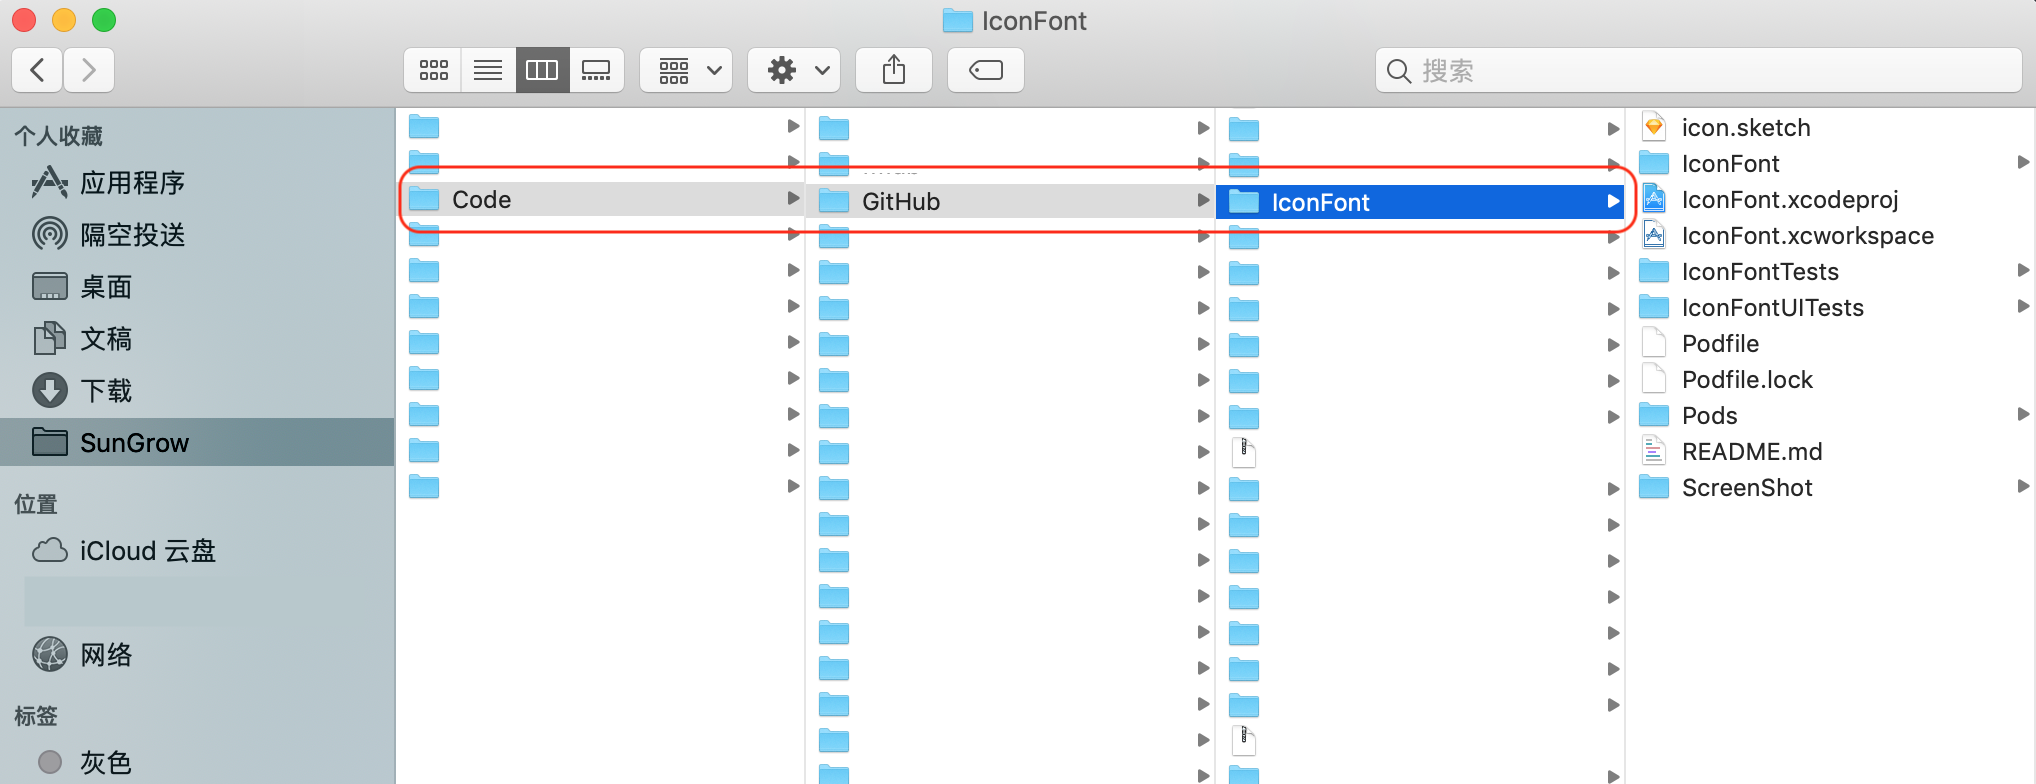 IconFont
搜索
个人收藏
应用程序
隔空投送
桌面
文稿
下载
SunGrow
位置
iCloud 云盘
网络
标签
灰色
Code
GitHub
IconFont
icon.sketch
IconFont
IconFont.xcodeproj
IconFont.xcworkspace
IconFontTests
IconFontUITests
Podfile
Podfile.lock
Pods
README.md
ScreenShot